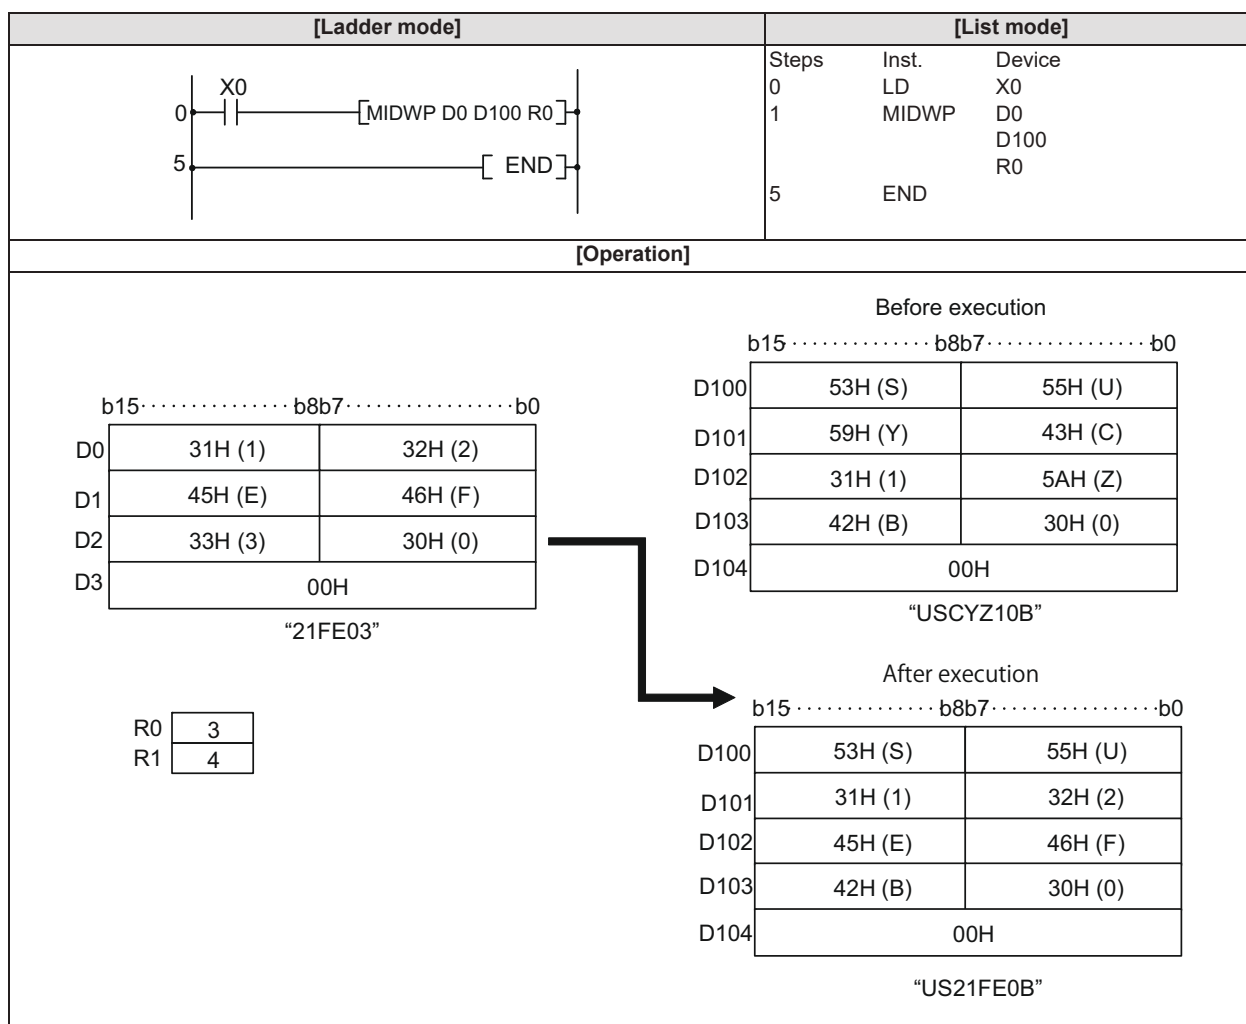 [Ladder mode] [List mode]
Steps Inst. Device
0 LD X0
1 MIDWP D0
D100
R0
5 END
X0
0 [MIDWP D0 D100 R0]
5 [ END]
[Operation]
Before execution
b15 b8b7 b0
D100 53H (S) 55H (U)
D101 59H (Y) 43H (C)
D102 31H (1) 5AH (Z)
D103 42H (B) 30H (0)
D104 00H
“USCYZ10B”
b15 b8b7 b0
D0 31H (1) 32H (2)
D1 45H (E) 46H (F)
D2 33H (3) 30H (0)
D3 00H
“21FE03”
R0 3
R1 4
After execution
b15 b8b7 b0
D100 53H (S) 55H (U)
D101 31H (1) 32H (2)
D102 45H (E) 46H (F)
D103 42H (B) 30H (0)
D104 00H
“US21FE0B”